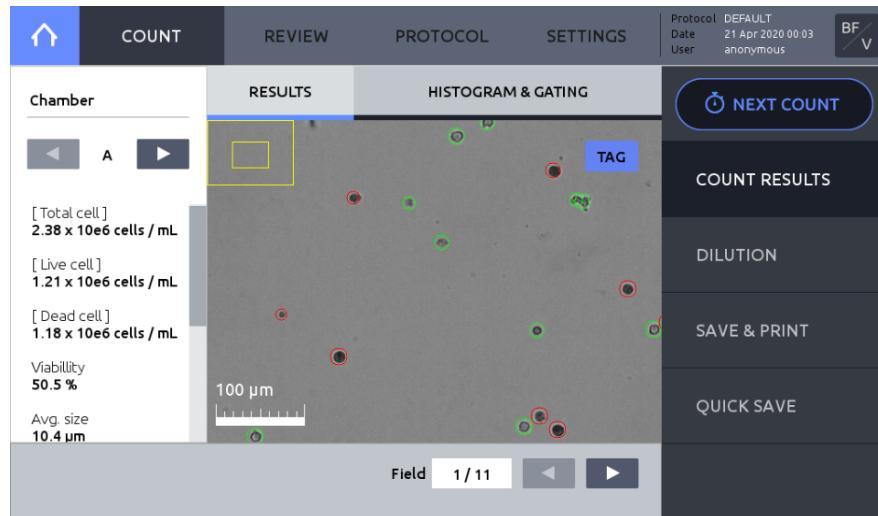 COUNT
REVIEW
PROTOCOL
SETTINGS
Protocol DEFAULT
Date 21 Apr 2020 00:03
User anonymous
BF/V
Chamber
A
[ Total cell ]
2.38 x 10e6 cells / mL
[ Live cell ]
1.21 x 10e6 cells / mL
[ Dead cell ]
1.18 x 10e6 cells / mL
Viabillity
50.5 %
Avg. size
10.4 µm
RESULTS
HISTOGRAM & GATING
TAG
100 µm
Field 1 / 11
NEXT COUNT
COUNT RESULTS
DILUTION
SAVE & PRINT
QUICK SAVE